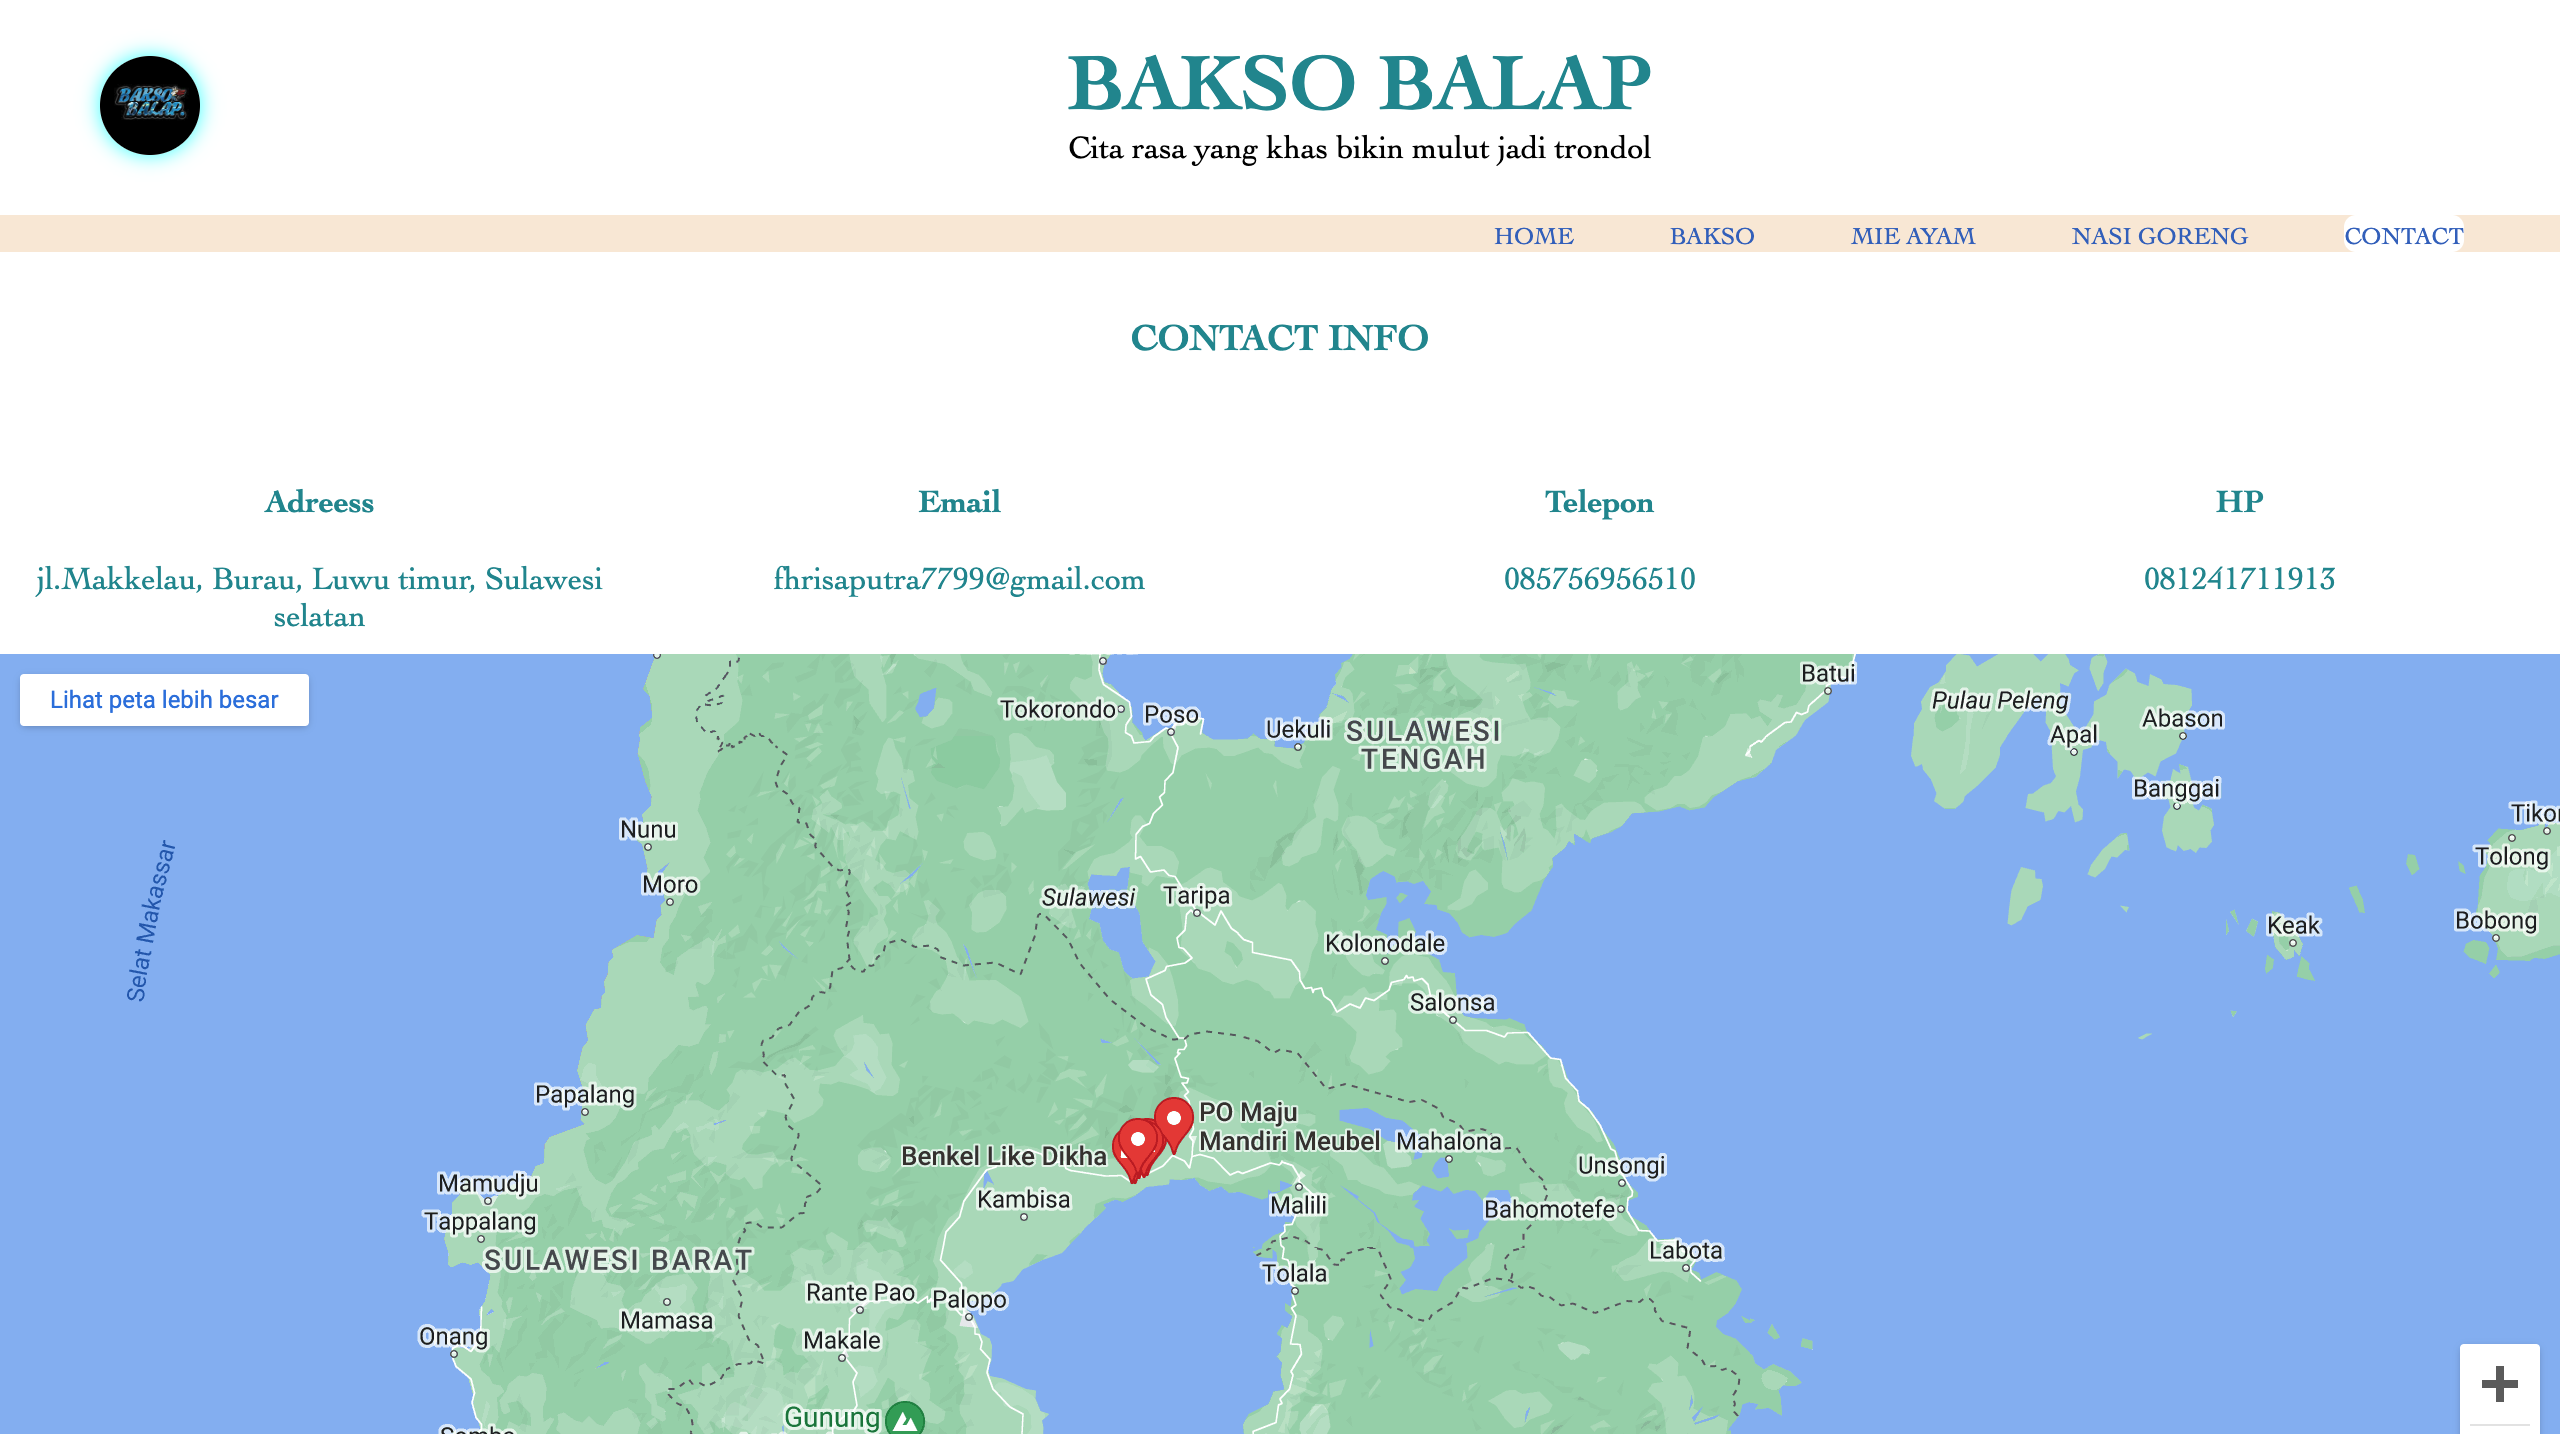 BAKSO
BALAP
BAKSO BALAP
Cita rasa yang khas bikin mulut jadi trondol
HOME BAKSO MIE AYAM NASI GORENG CONTACT
CONTACT INFO
Adreess
jl.Makkelau, Burau, Luwu timur, Sulawesi
selatan
Email
fhrisaputra7799@gmail.com
Telepon
085756956510
HP
081241711913
Lihat peta lebih besar
Batui
Pulau Peleng
Tokorondo
Poso
Abason
Uekuli
SULAWESI
TENGAH
Apal
Banggai
Nunu
Tolong
Selat Makassar
Moro
Sulawesi
Taripa
Bobong
Keak
Kolonodale
Salonsa
Papalang
PO Maju
Mandiri Meubel
Mahalona
Benkel Like Dikha
Unsongi
Mamudju
Kambisa
Malili
Bahomotefe
Tappalang
Labota
SULAWESI BARAT
Tolala
Rante Pao
Palopo
Mamasa
Onang
Makale
Gunung